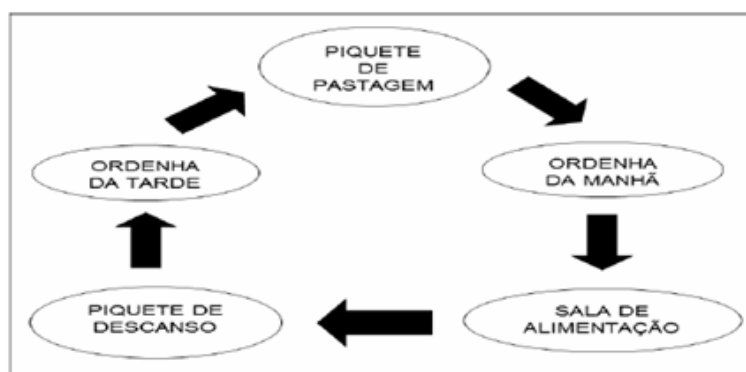 PIQUETE
DE
PASTAGEM
ORDENHA
DA MANHÃ
SALA DE
ALIMENTAÇÃO
PIQUETE DE
DESCANSO
ORDENHA
DA TARDE